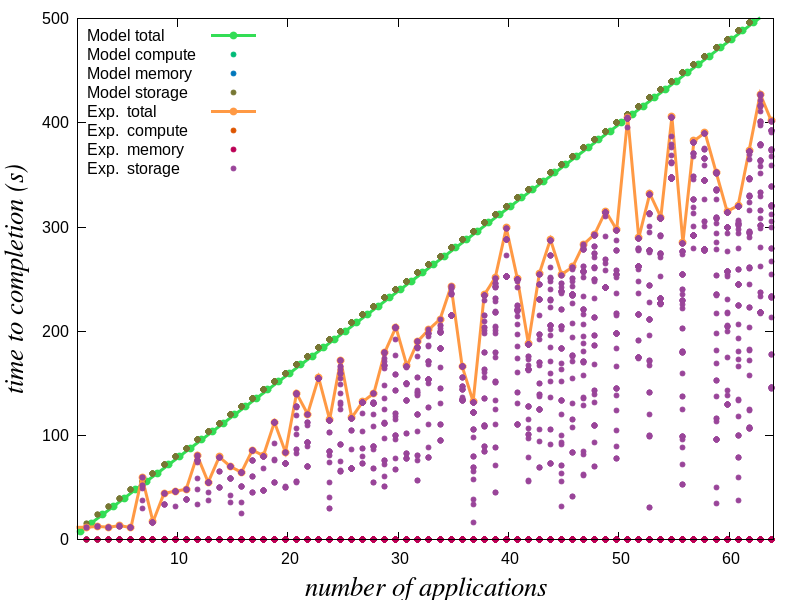 500
400
300
200
100
0
Model total
Model compute
Model memory
Model storage
Exp. total
Exp. compute
Exp. memory
Exp. storage
time to completion (s)
10 20 30 40 50 60
number of applications